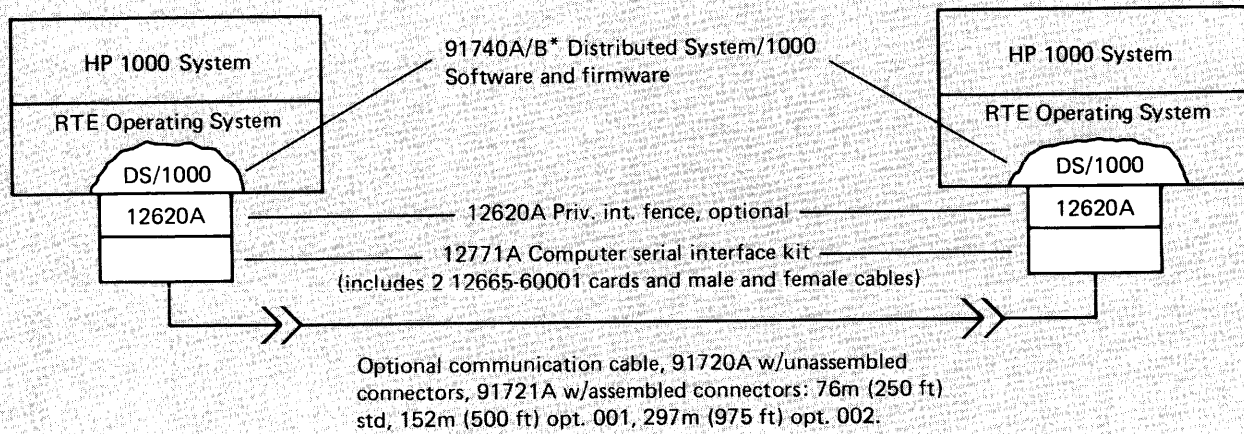 HP 1000 System
RTE Operating System
DS/1000
12620A
91740A/B* Distributed System/1000
Software and firmware
12620A Priv. int. fence, optional
12771A Computer serial interface kit
(includes 2 12665-60001 cards and male and female cables)
HP 1000 System
RTE Operating System
DS/1000
12620A
Optional communication cable, 91720A w/unassembled
connectors, 91721A w/assembled connectors: 76m (250 ft)
std, 152m (500 ft) opt. 001, 297m (975 ft) opt. 002.